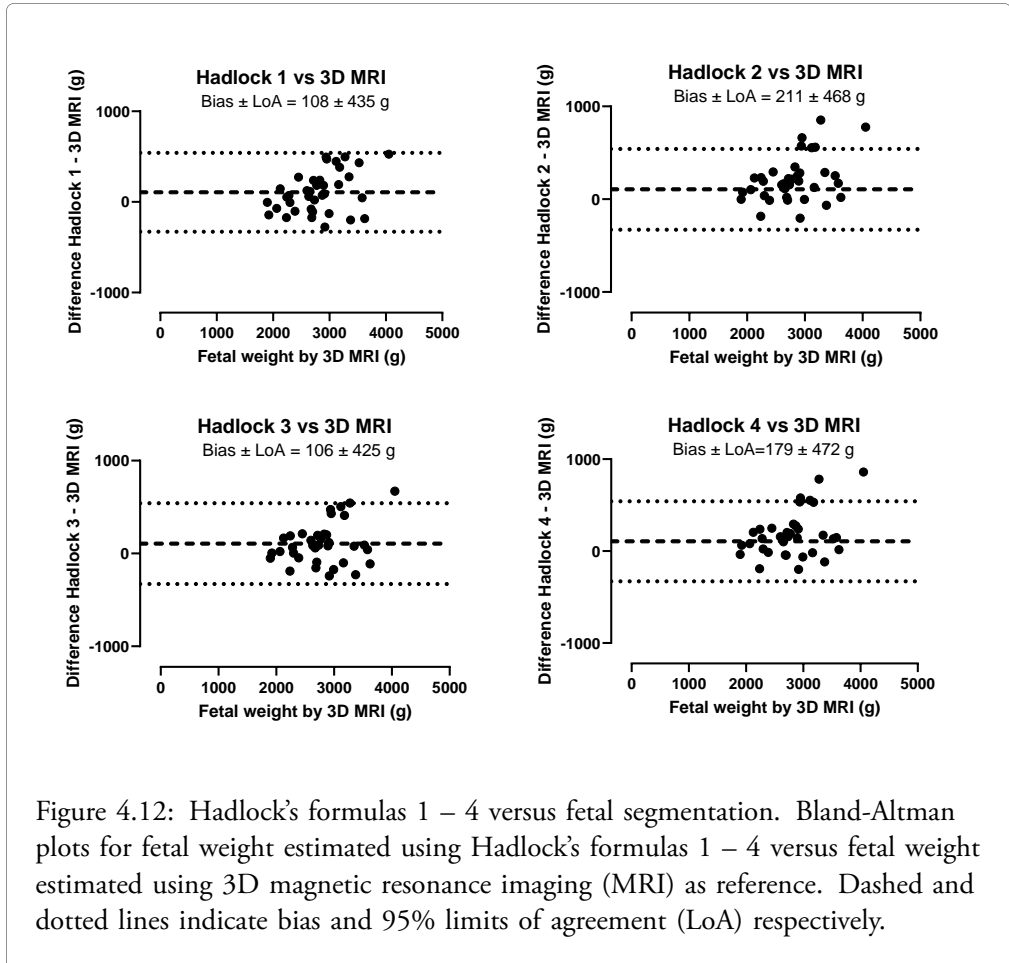 Hadlock 1 vs 3D MRI
Bias ± LoA = 108 ± 435 g
Difference Hadlock 1 - 3D MRI (g)
1000
0
-1000
0 1000 2000 3000 4000 5000
Fetal weight by 3D MRI (g)
Hadlock 2 vs 3D MRI
Bias ± LoA = 211 ± 468 g
Difference Hadlock 2 - 3D MRI (g)
1000
0
-1000
0 1000 2000 3000 4000 5000
Fetal weight by 3D MRI (g)
Hadlock 3 vs 3D MRI
Bias ± LoA = 106 ± 425 g
Difference Hadlock 3 - 3D MRI (g)
1000
0
-1000
0 1000 2000 3000 4000 5000
Fetal weight by 3D MRI (g)
Hadlock 4 vs 3D MRI
Bias ± LoA=179 ± 472 g
Difference Hadlock 4 - 3D MRI (g)
1000
0
-1000
0 1000 2000 3000 4000 5000
Fetal weight by 3D MRI (g)
Figure 4.12: Hadlock's formulas 1 – 4 versus fetal segmentation. Bland-Altman
plots for fetal weight estimated using Hadlock's formulas 1 – 4 versus fetal weight
estimated using 3D magnetic resonance imaging (MRI) as reference. Dashed and
dotted lines indicate bias and 95% limits of agreement (LoA) respectively.